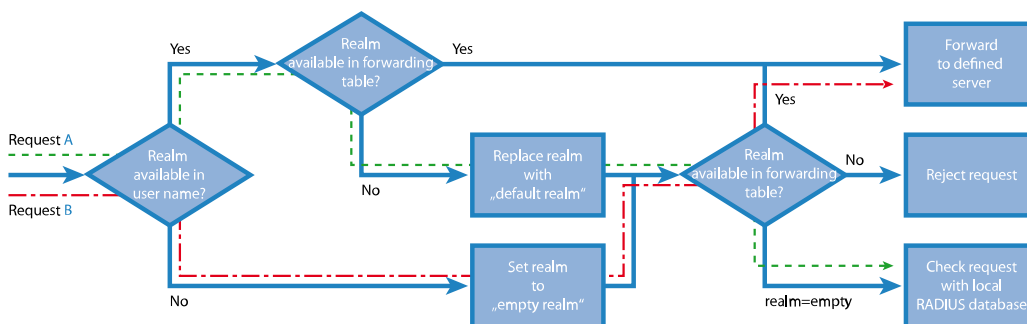 Realm
available in forwarding
table?
Yes
Yes
Forward
to defined
server
Request A
Realm
available in
user name?
Request B
No
Replace realm
with
„default realm“
Yes
Realm
available in forwarding
table?
No
Reject request
No
Set realm
to
„empty realm“
realm=empty
Check request
with local
RADIUS database